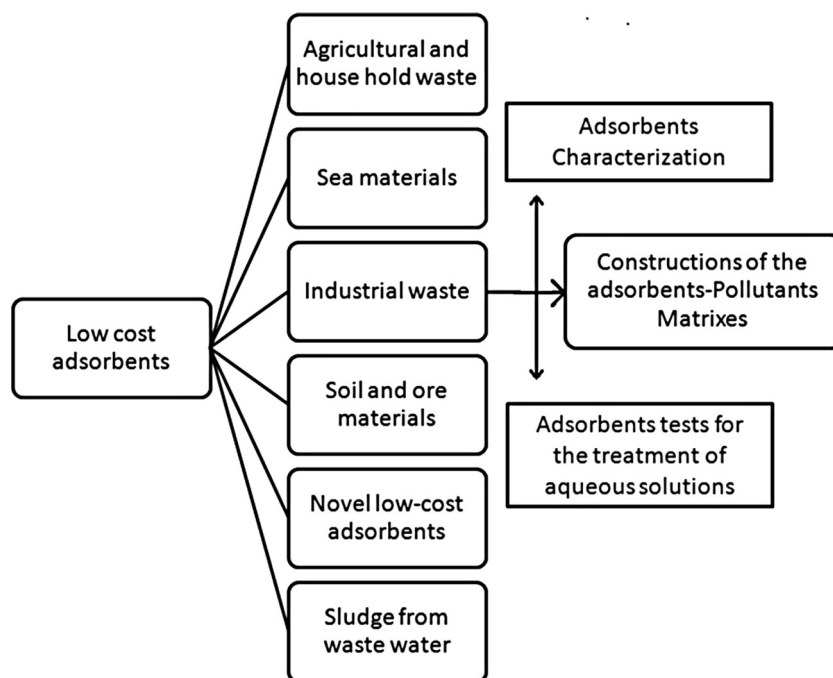 Low cost
adsorbents
Agricultural and
house hold waste
Sea materials
Industrial waste
Soil and ore
materials
Novel low-cost
adsorbents
Sludge from
waste water
Adsorbents
Characterization
Constructions of the
adsorbents-Pollutants
Matrixes
Adsorbents tests for
the treatment of
aqueous solutions